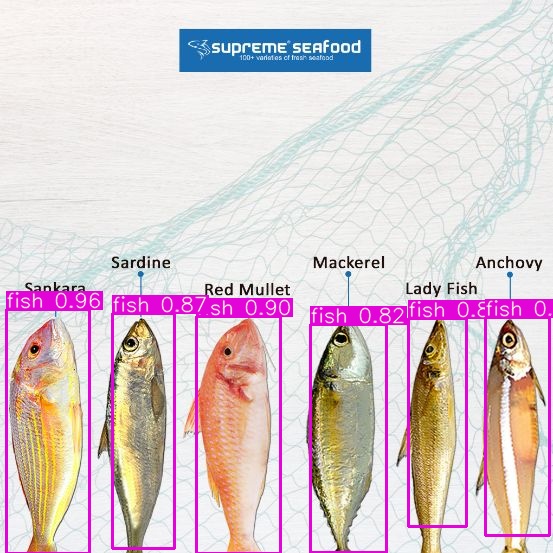 supreme® seafood
100+ varieties of fresh seafood
Sardine
Mackerel
Anchovy
Sankara
Red Mullet
Lady Fish
fish 0.96
fish 0.87
sh 0.90
fish 0.82
fish 0.8
fish 0.